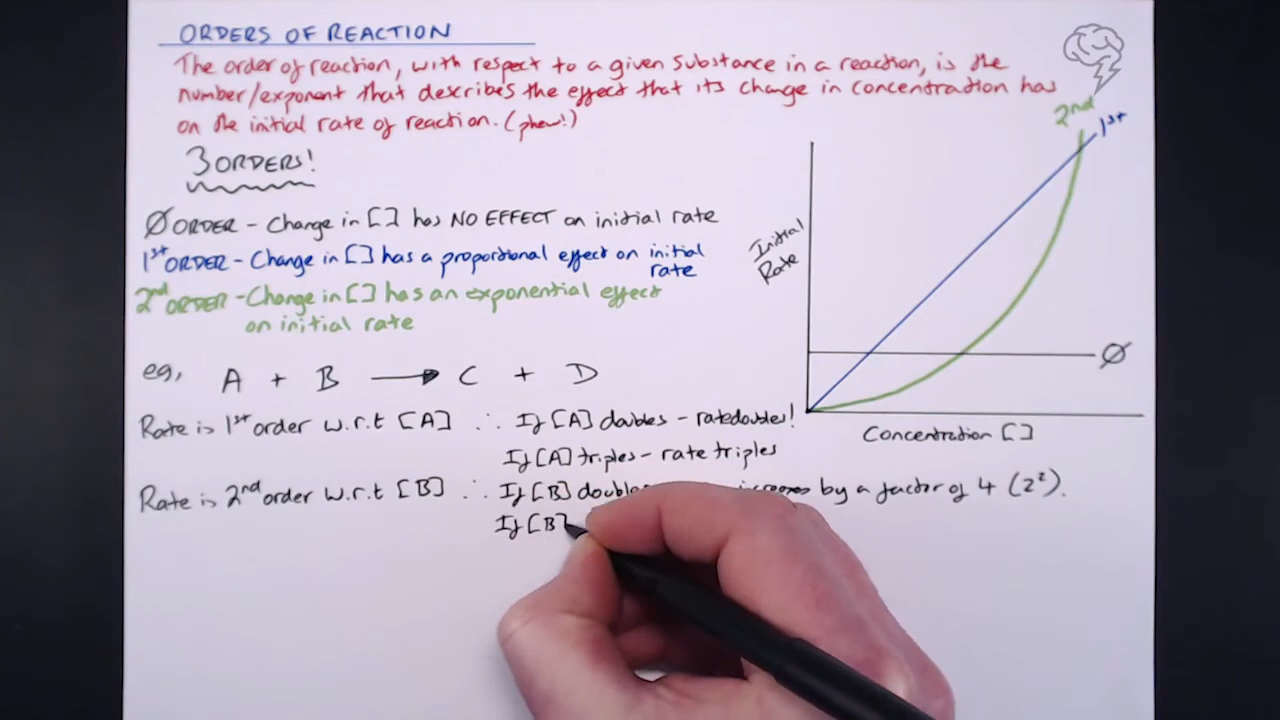 ORDERS OF REACTION
The order of reaction, with respect to a given substance in a reaction, is the
number/exponent that describes the effect that its change in concentration has
on the initial rate of reaction. (phew!)
3 ORDERS!
Ø ORDER - Change in [ ] has NO EFFECT on initial rate
1st ORDER - Change in [ ] has a proportional effect on initial
rate
2nd ORDER - Change in [ ] has an exponential effect
on initial rate
eg, A + B → C + D
Rate is 1st order w.r.t [A] ∴ If [A] doubles - rate doubles!
If [A] triples - rate triples
Rate is 2nd order w.r.t [B] ∴ If [B] double increases by a factor of 4 (2²).
If [B]
2nd
1st
Initial
Rate
Ø
Concentration [ ]